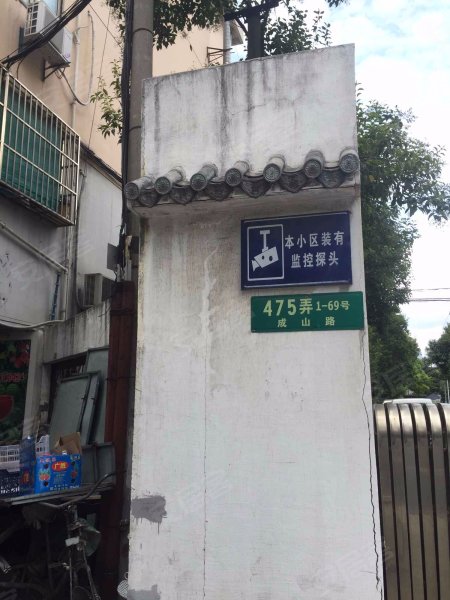 本小区装有
监控探头
475弄 1-69号
成山路